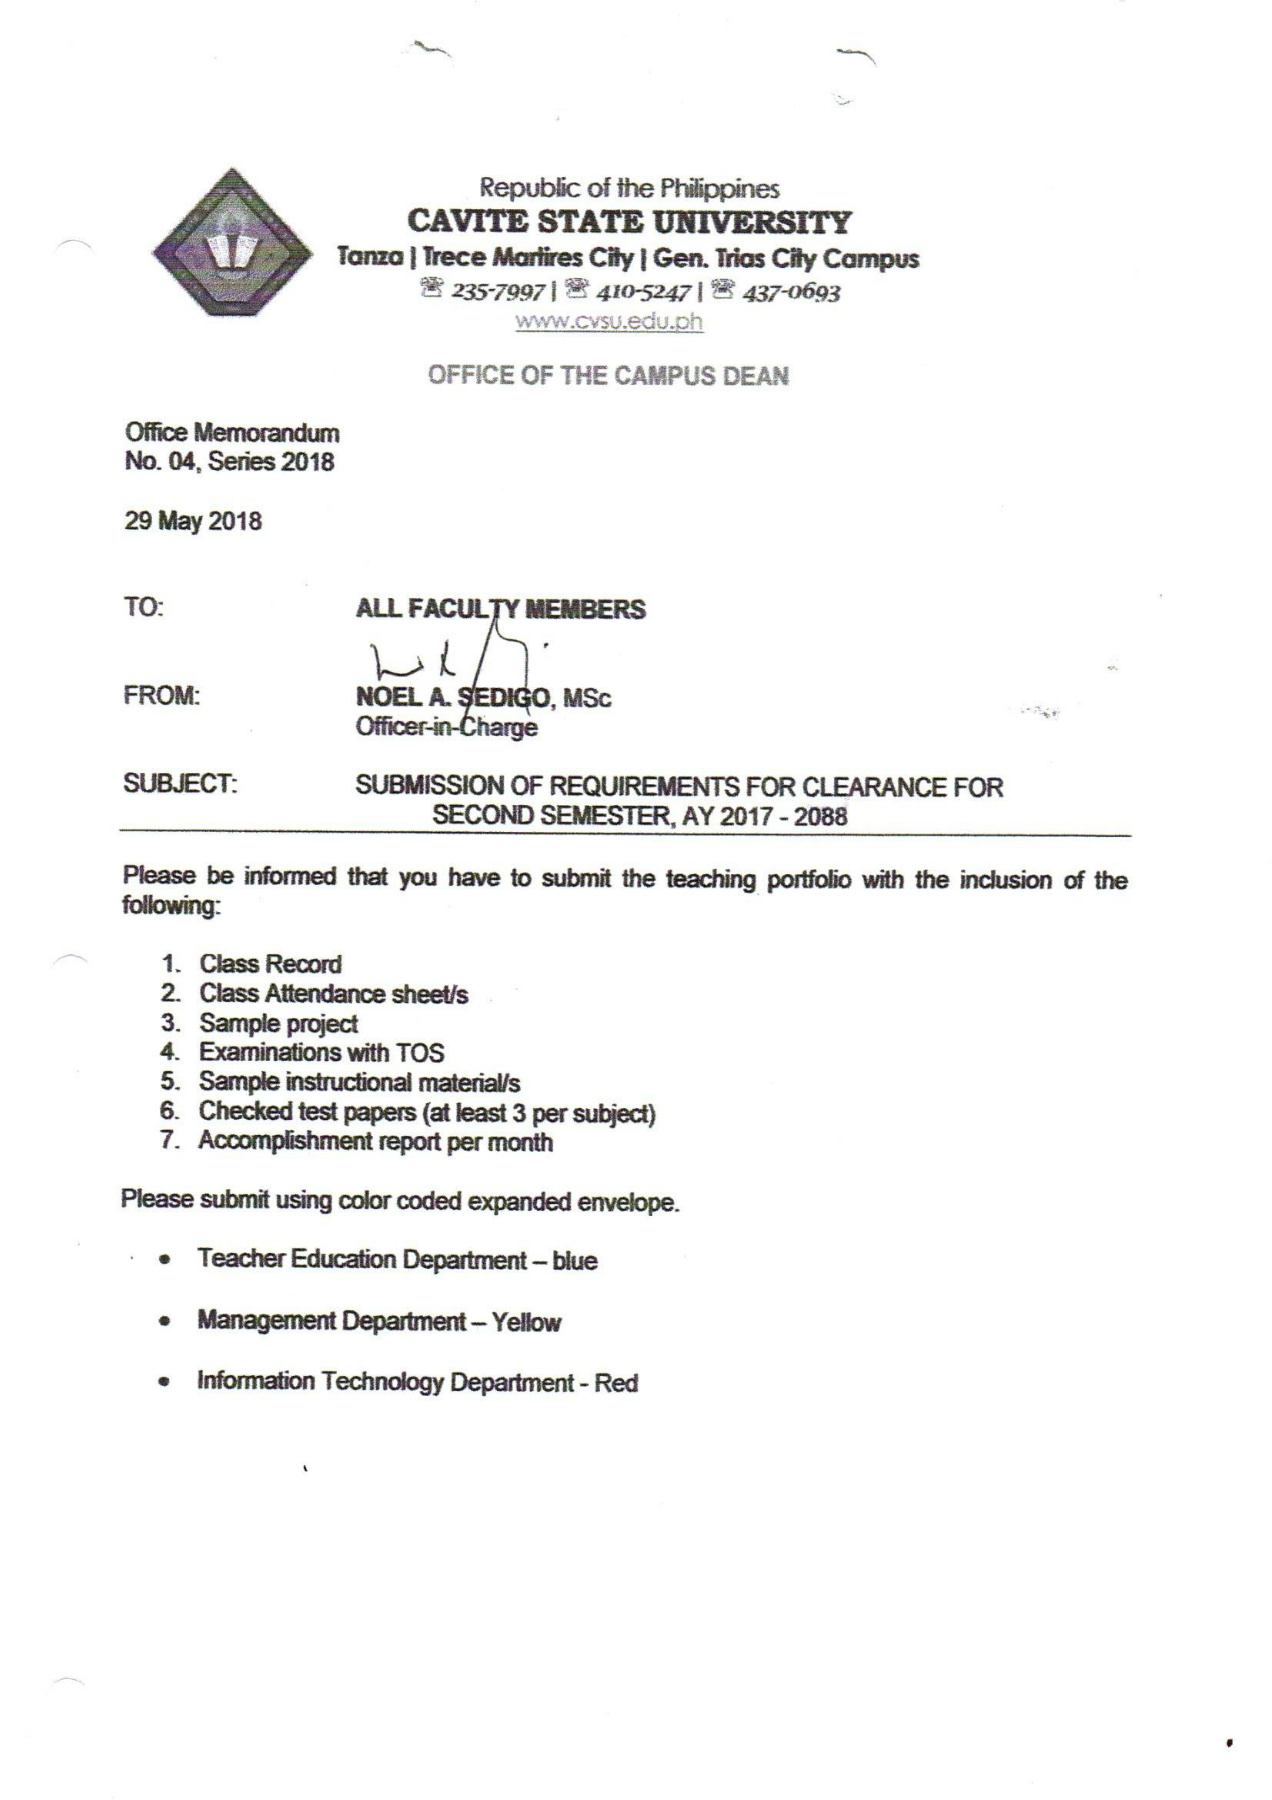 Republic of the Philippines
CAVITE STATE UNIVERSITY
Tanza | Trece Martires City | Gen. Trias City Campus
☏ 235-7997 | ☏ 410-5247 | ☏ 437-0693
www.cvsu.edu.ph
OFFICE OF THE CAMPUS DEAN
Office Memorandum
No. 04, Series 2018
29 May 2018
TO: ALL FACULTY MEMBERS
FROM: NOEL A. SEDIGO, MSc
Officer-in-Charge
SUBJECT: SUBMISSION OF REQUIREMENTS FOR CLEARANCE FOR
SECOND SEMESTER, AY 2017 - 2088
Please be informed that you have to submit the teaching portfolio with the inclusion of the
following:
1. Class Record
2. Class Attendance sheet/s
3. Sample project
4. Examinations with TOS
5. Sample instructional material/s
6. Checked test papers (at least 3 per subject)
7. Accomplishment report per month
Please submit using color coded expanded envelope.
• Teacher Education Department – blue
• Management Department – Yellow
• Information Technology Department - Red